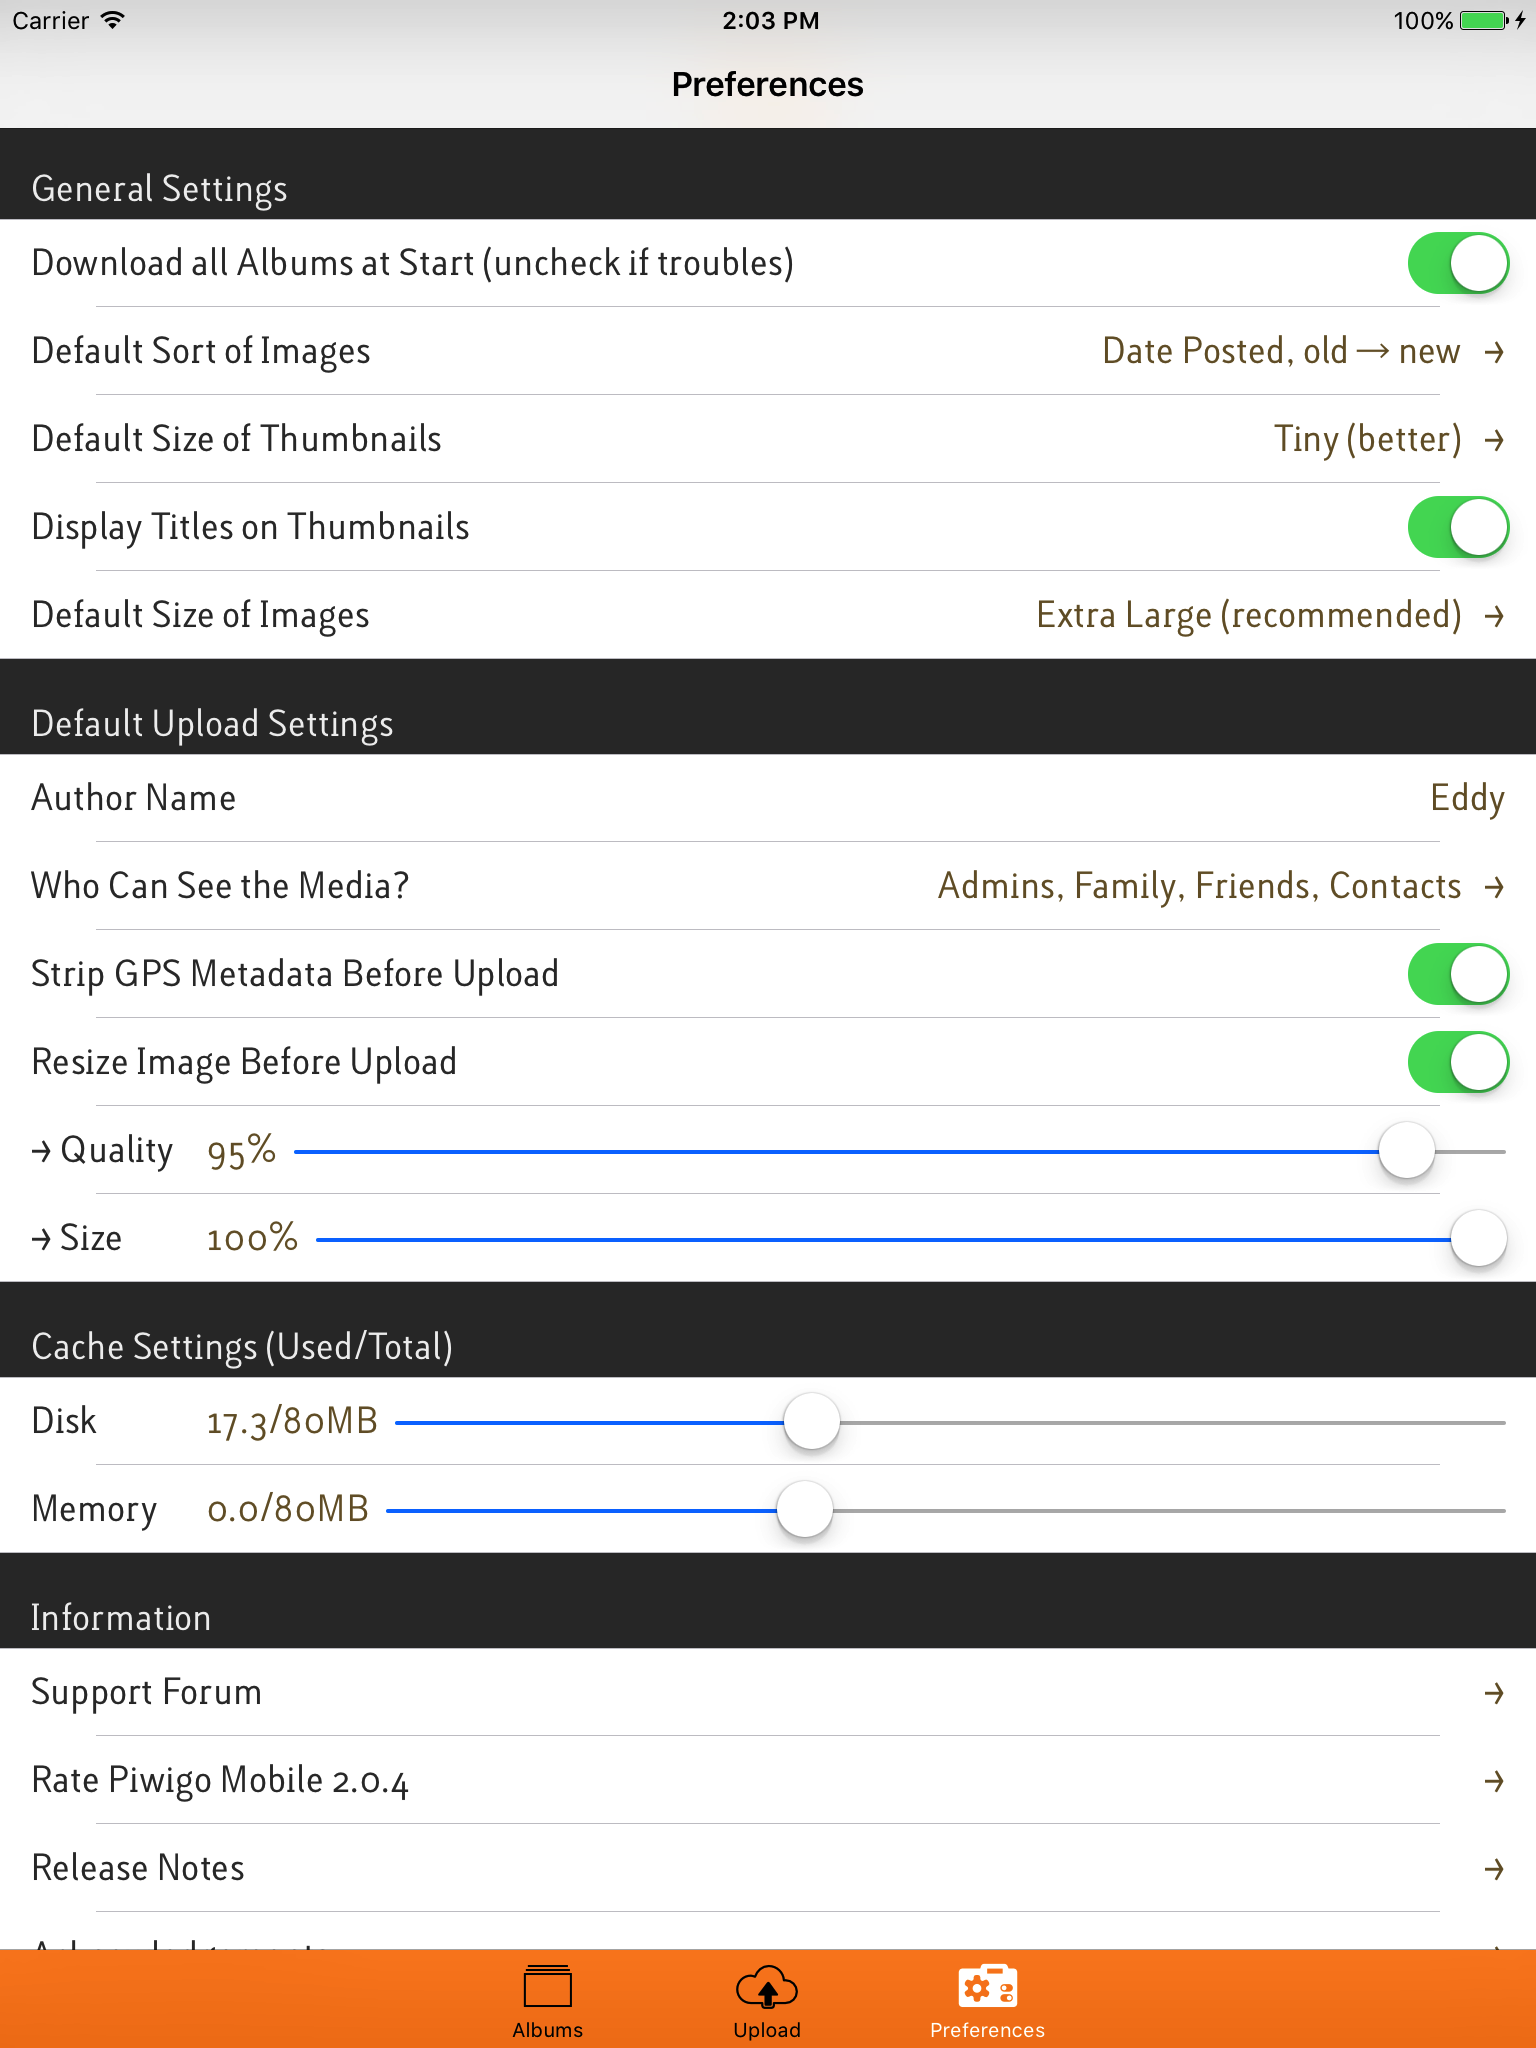 Carrier 2:03 PM 100%
Preferences
General Settings
Download all Albums at Start (uncheck if troubles)
Default Sort of Images Date Posted, old → new →
Default Size of Thumbnails Tiny (better) →
Display Titles on Thumbnails
Default Size of Images Extra Large (recommended) →
Default Upload Settings
Author Name Eddy
Who Can See the Media? Admins, Family, Friends, Contacts →
Strip GPS Metadata Before Upload
Resize Image Before Upload
→ Quality 95%
→ Size 100%
Cache Settings (Used/Total)
Disk 17.3/80MB
Memory 0.0/80MB
Information
Support Forum →
Rate Piwigo Mobile 2.0.4 →
Release Notes →
Albums Upload Preferences